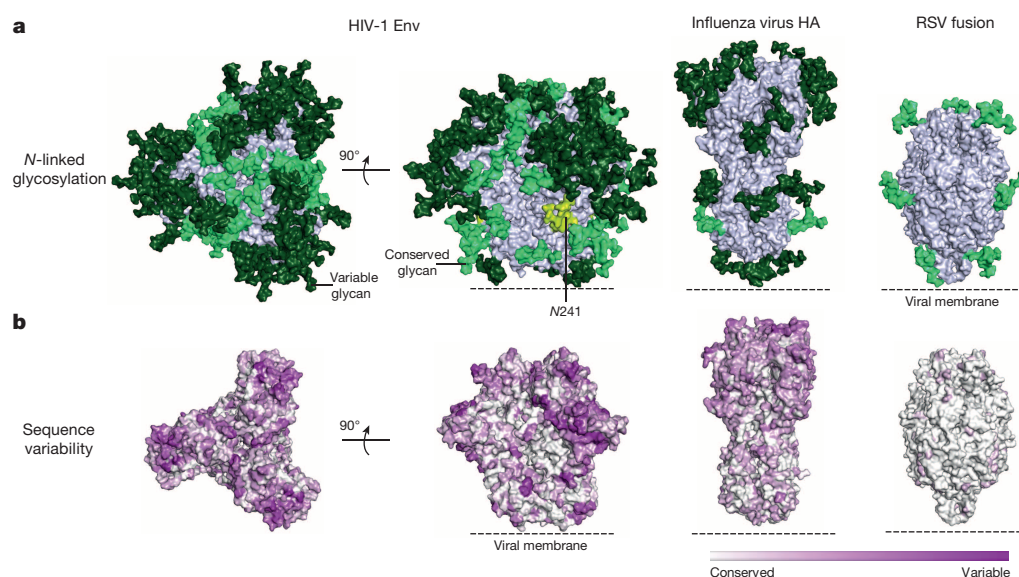 a
HIV-1 Env
Influenza virus HA
RSV fusion
N-linked
glycosylation
90°
Conserved
glycan
Variable
glycan
N241
Viral membrane
b
Sequence
variability
90°
Viral membrane
Conserved
Variable